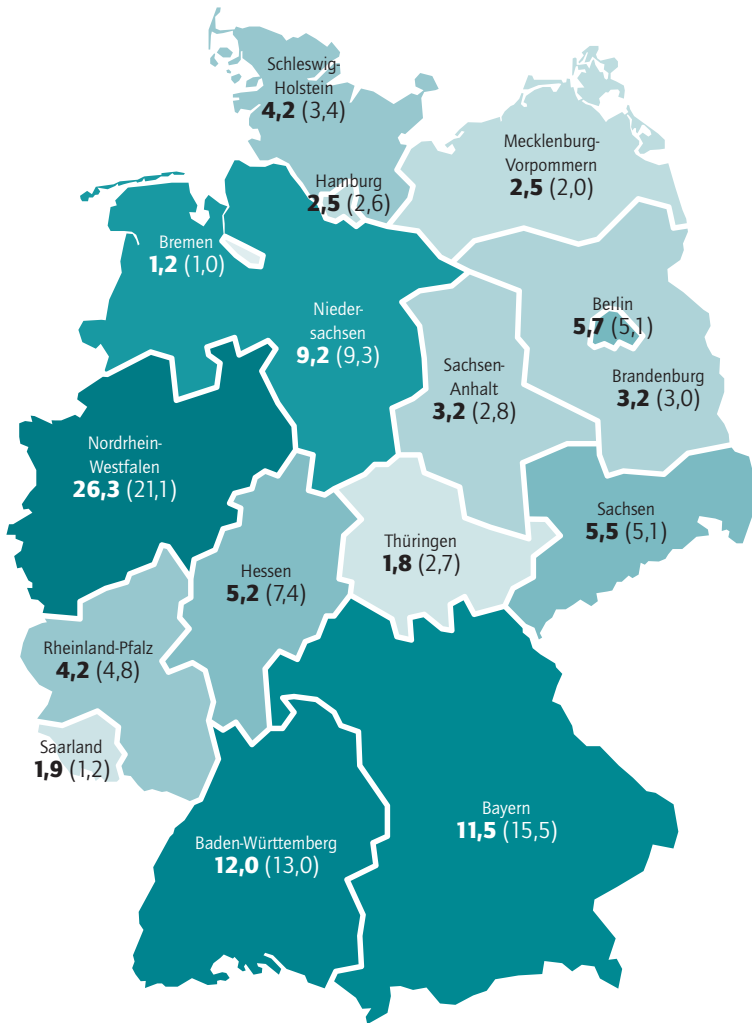 Schleswig-
Holstein
4,2 (3,4)
Mecklenburg-
Vorpommern
2,5 (2,0)
Hamburg
2,5 (2,6)
Bremen
1,2 (1,0)
Nieder-
sachsen
9,2 (9,3)
Berlin
5,7 (5,1)
Sachsen-
Anhalt
3,2 (2,8)
Brandenburg
3,2 (3,0)
Nordrhein-
Westfalen
26,3 (21,1)
Sachsen
5,5 (5,1)
Thüringen
1,8 (2,7)
Hessen
5,2 (7,4)
Rheinland-Pfalz
4,2 (4,8)
Saarland
1,9 (1,2)
Bayern
11,5 (15,5)
Baden-Württemberg
12,0 (13,0)